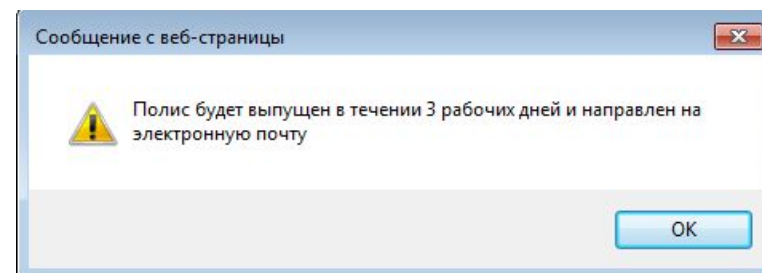 Сообщение с веб-страницы
Полис будет выпущен в течении 3 рабочих дней и направлен на
электронную почту
OK